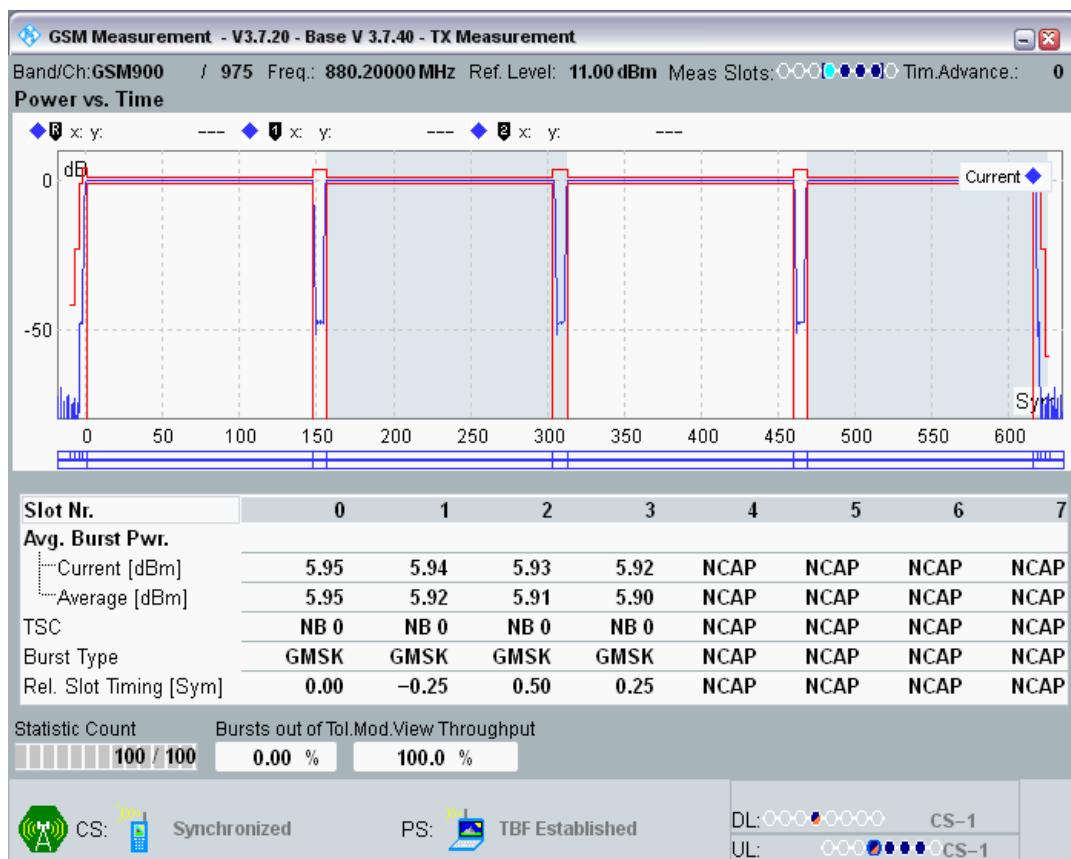 GSM Measurement - V3.7.20 - Base V 3.7.40 - TX Measurement
Band/Ch:GSM900 / 975 Freq.: 880.20000 MHz Ref. Level: 11.00 dBm Meas Slots: Tim.Advance.: 0
Power vs. Time
R x: y: --- 1 x: y: --- 2 x: y: ---
dB
Current
0
-50
Sym
0 50 100 150 200 250 300 350 400 450 500 550 600
Slot Nr. 0 1 2 3 4 5 6 7
Avg. Burst Pwr.
Current [dBm] 5.95 5.94 5.93 5.92 NCAP NCAP NCAP NCAP
Average [dBm] 5.95 5.92 5.91 5.90 NCAP NCAP NCAP NCAP
TSC NB 0 NB 0 NB 0 NB 0 NCAP NCAP NCAP NCAP
Burst Type GMSK GMSK GMSK GMSK NCAP NCAP NCAP NCAP
Rel. Slot Timing [Sym] 0.00 −0.25 0.50 0.25 NCAP NCAP NCAP NCAP
Statistic Count Bursts out of Tol. Mod.View Throughput
100 / 100 0.00 % 100.0 %
CS: Synchronized PS: TBF Established
DL: CS−1
UL: CS−1